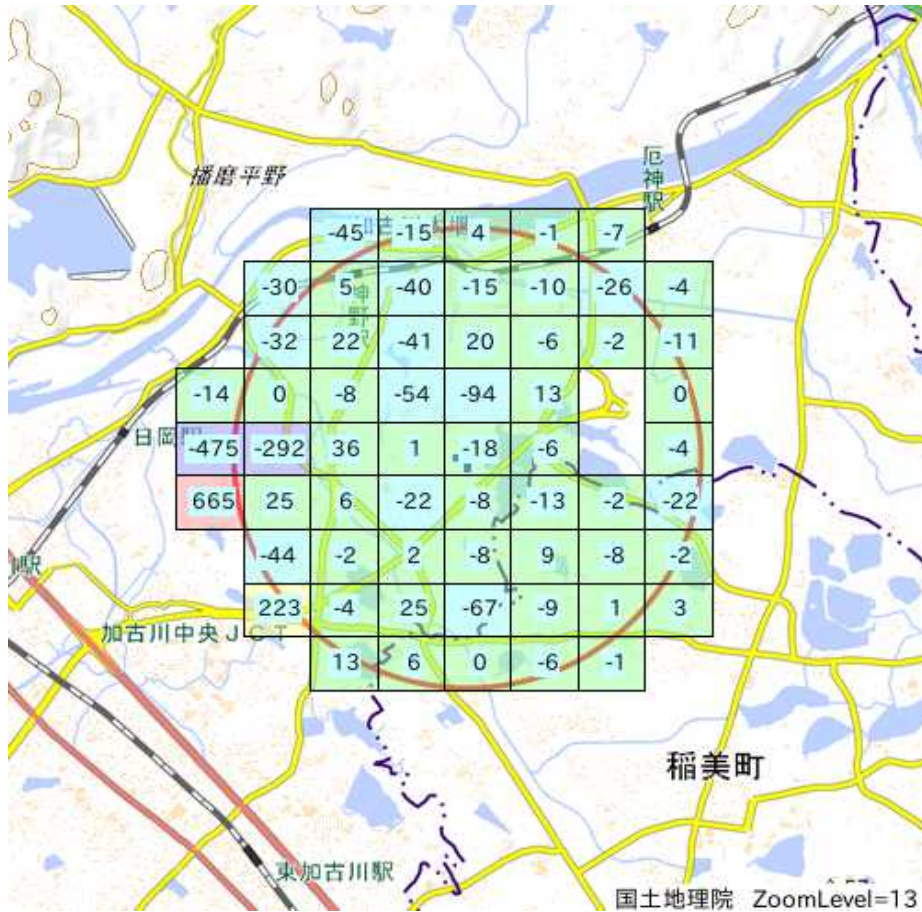 厄神駅
播磨平野
-45 -15 4 -1 -7
-30 5 -40 -15 -10 -26 -4
神野駅
-32 22 -41 20 -6 -2 -11
-14 0 -8 -54 -94 13 0
日岡
-475 -292 36 1 -18 -6 -4
665 25 6 -22 -8 -13 -2 -22
-44 -2 2 -8 9 -8 -2
駅
223 -4 25 -67 -9 1 3
加古川中央JCT
13 6 0 -6 -1
稲美町
東加古川駅
国土地理院 ZoomLevel=13